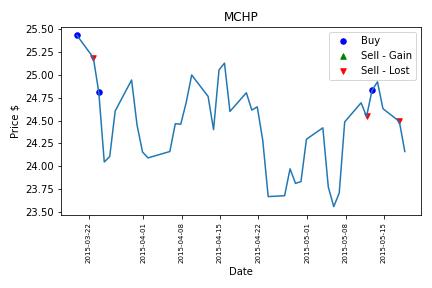 MCHP
Buy
Sell - Gain
Sell - Lost
Price $
25.50
25.25
25.00
24.75
24.50
24.25
24.00
23.75
23.50
2015-03-22
2015-04-01
2015-04-08
2015-04-15
2015-04-22
2015-05-01
2015-05-08
2015-05-15
Date